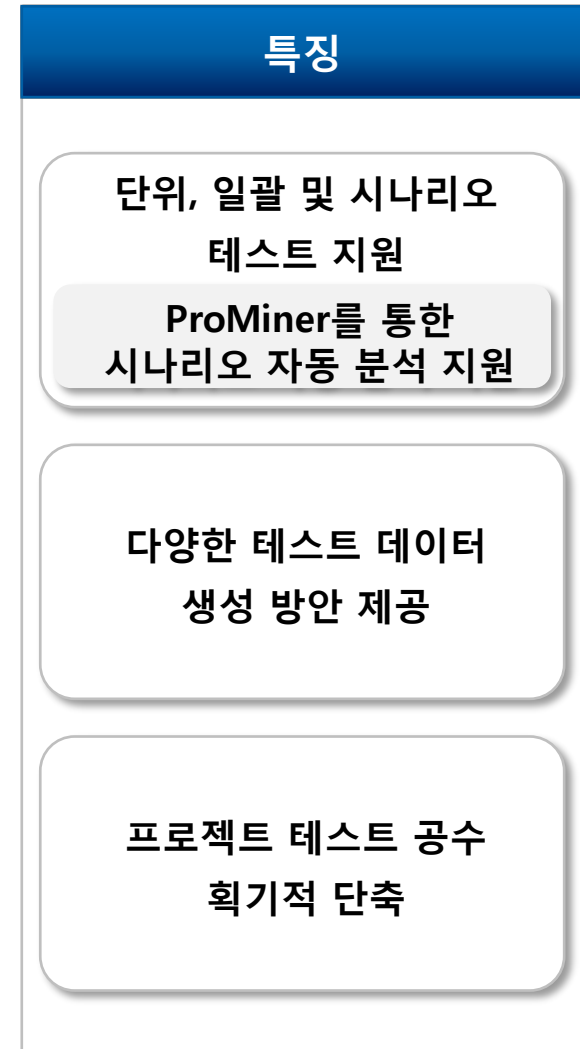 특징
단위, 일괄 및 시나리오
테스트 지원
ProMiner를 통한
시나리오 자동 분석 지원
다양한 테스트 데이터
생성 방안 제공
프로젝트 테스트 공수
획기적 단축